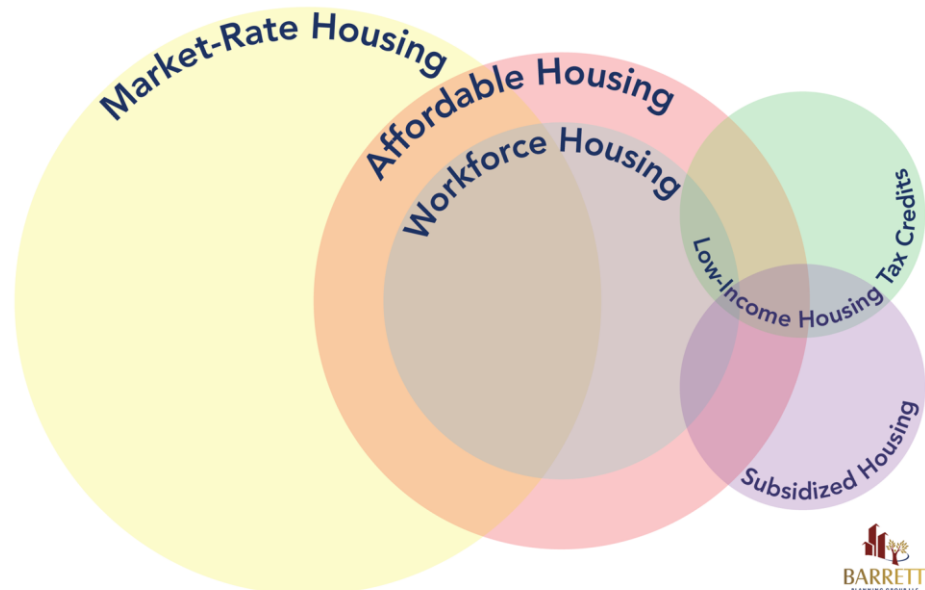 Market-Rate Housing
Affordable Housing
Workforce Housing
Low-Income Housing Tax Credits
Subsidized Housing
BARRETT